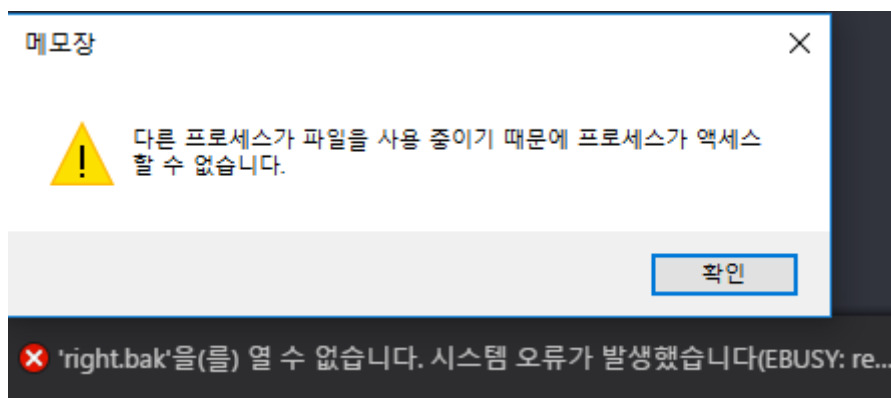 메모장
다른 프로세스가 파일을 사용 중이기 때문에 프로세스가 액세스
할 수 없습니다.
확인
'right.bak'을(를) 열 수 없습니다. 시스템 오류가 발생했습니다(EBUSY: re...